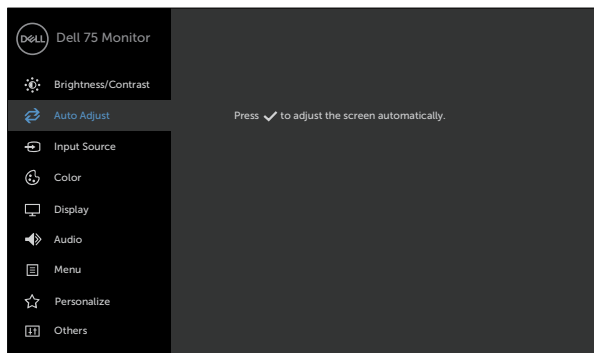 DELL Dell 75 Monitor
Brightness/Contrast
Auto Adjust
Press ✓ to adjust the screen automatically.
Input Source
Color
Display
Audio
Menu
Personalize
Others